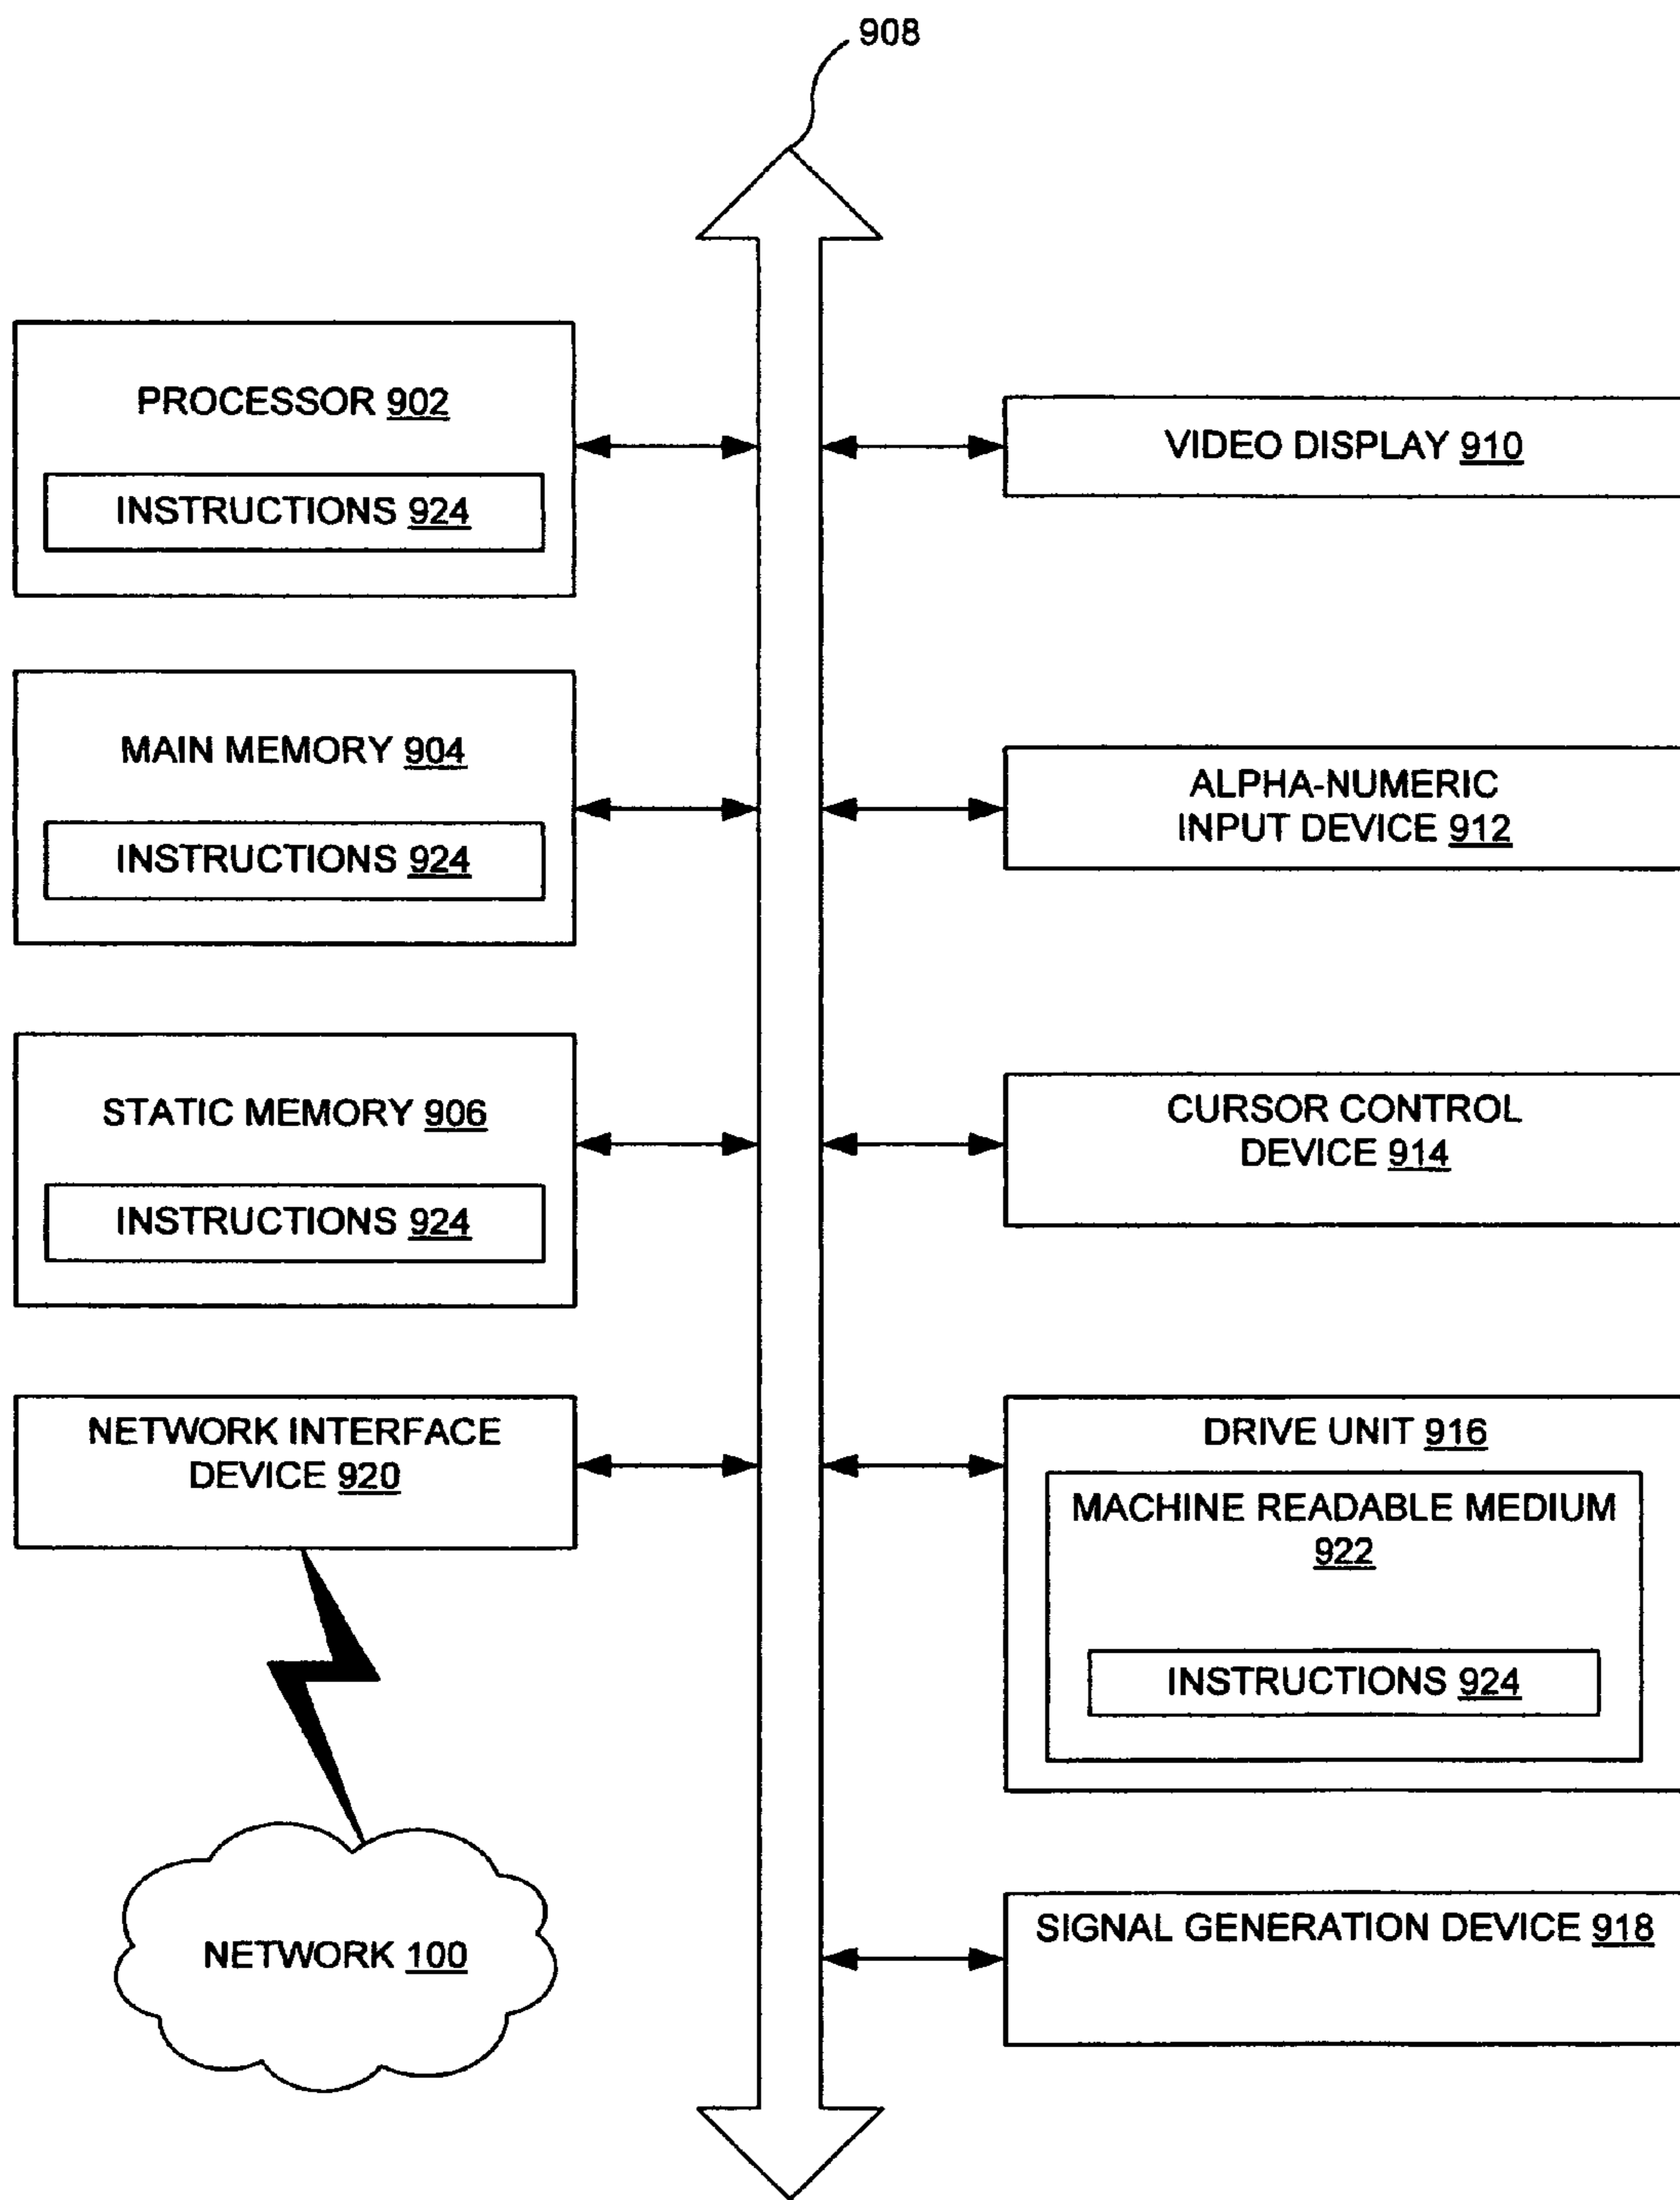 908
PROCESSOR 902
INSTRUCTIONS 924
MAIN MEMORY 904
INSTRUCTIONS 924
STATIC MEMORY 906
INSTRUCTIONS 924
NETWORK INTERFACE
DEVICE 920
NETWORK 100
VIDEO DISPLAY 910
ALPHA-NUMERIC
INPUT DEVICE 912
CURSOR CONTROL
DEVICE 914
DRIVE UNIT 916
MACHINE READABLE MEDIUM
922
INSTRUCTIONS 924
SIGNAL GENERATION DEVICE 918